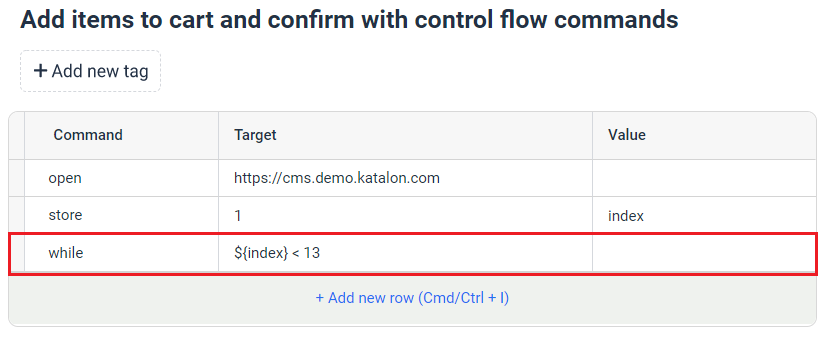 Add items to cart and confirm with control flow commands
+ Add new tag
Command Target Value
open https://cms.demo.katalon.com
store 1 index
while ${index} < 13
+ Add new row (Cmd/Ctrl + I)